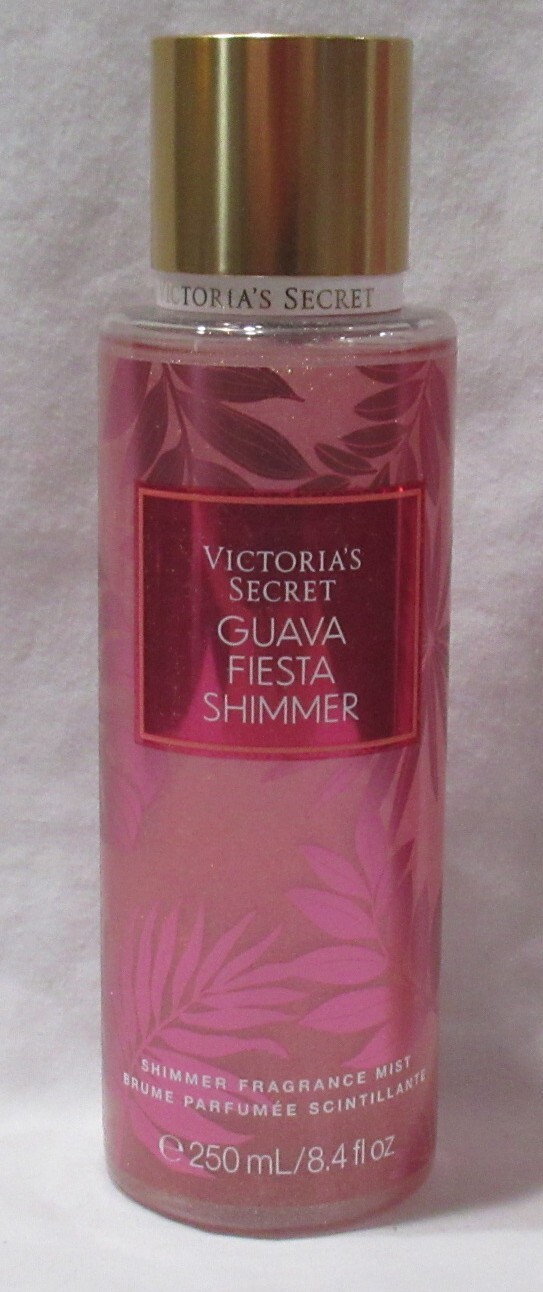 VICTORIA'S SECRET
VICTORIA'S
SECRET
GUAVA
FIESTA
SHIMMER
SHIMMER FRAGRANCE MIST
BRUME PARFUMÉE SCINTILLANTE
℮ 250 mL/8.4 fl oz